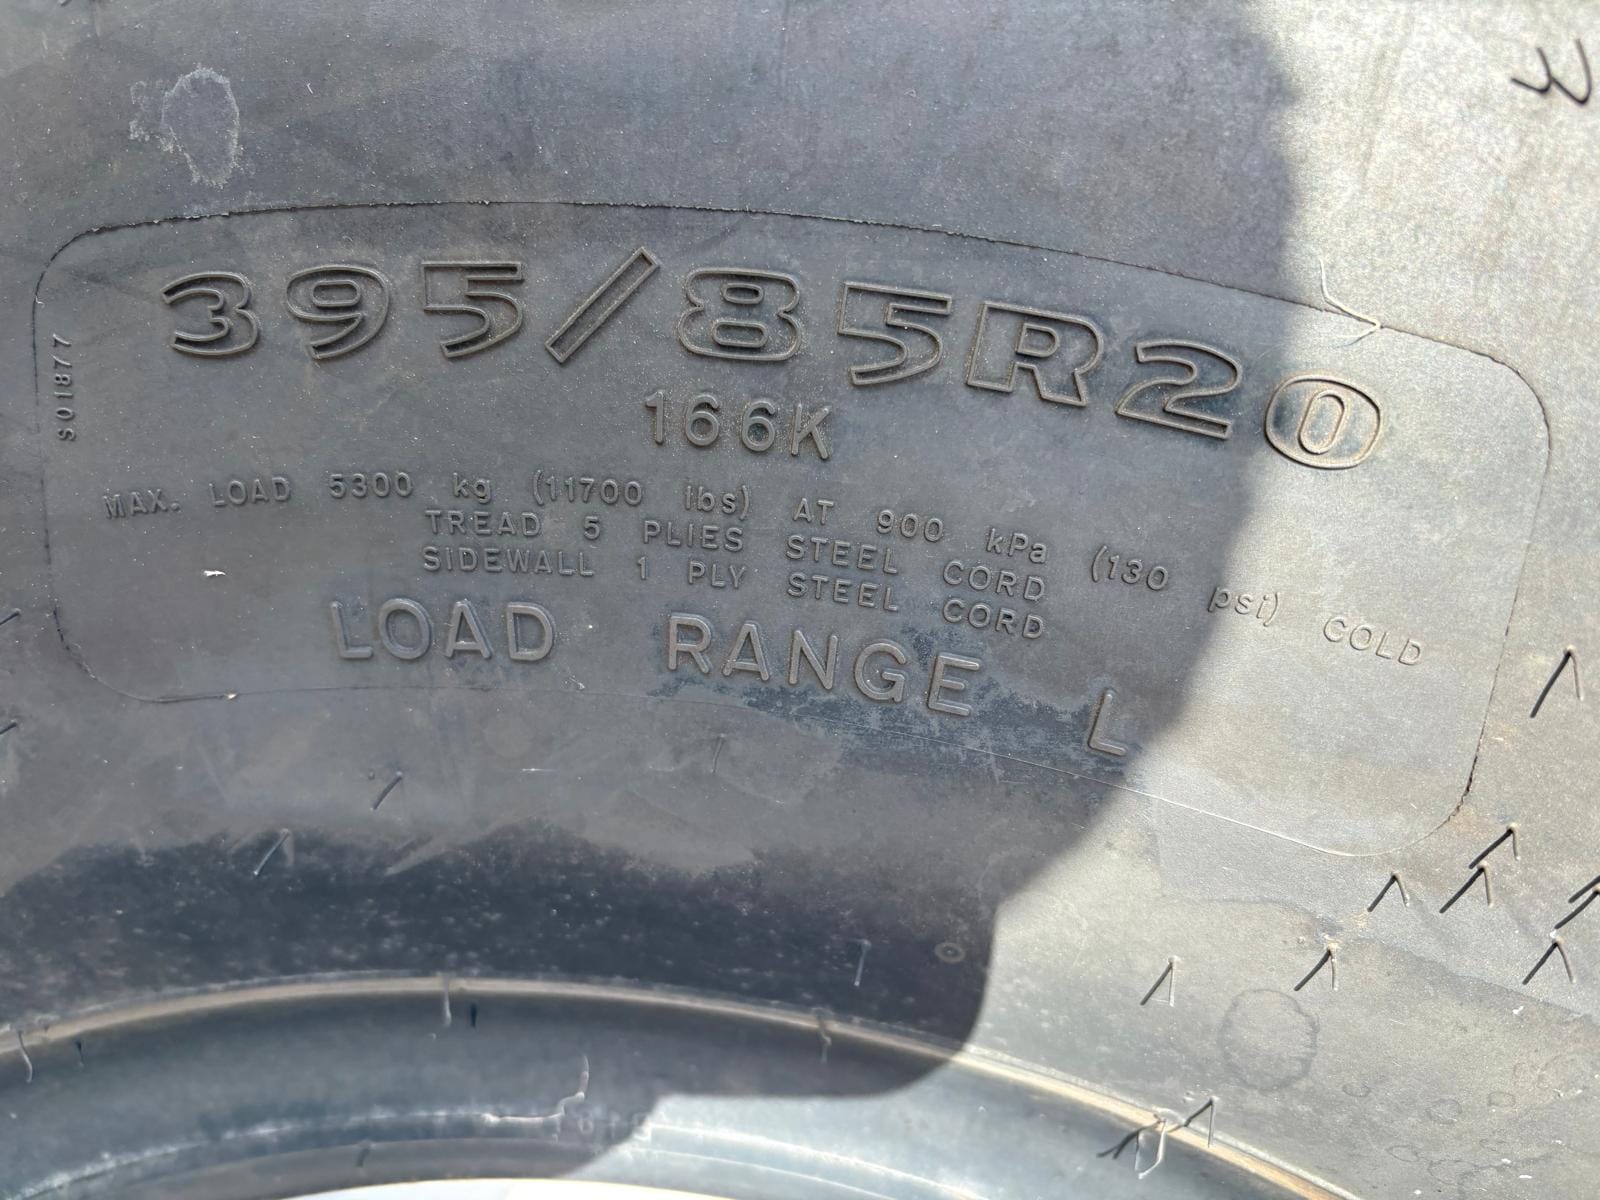 395/85R20
166K
MAX. LOAD 5300 kg (11700 lbs) AT 900 kPa (130 psi) COLD
TREAD 5 PLIES STEEL CORD
SIDEWALL 1 PLY STEEL CORD
LOAD RANGE L
S01877